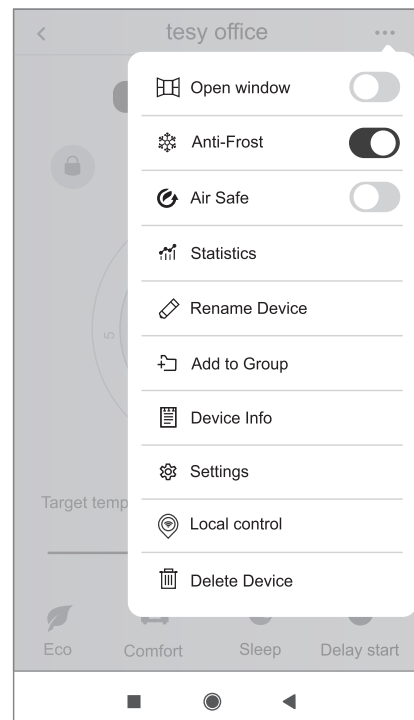 tesy office
Open window
Anti-Frost
Air Safe
Statistics
Rename Device
5
Add to Group
Device Info
Settings
Target temp
Local control
Delete Device
Eco Comfort Sleep Delay start